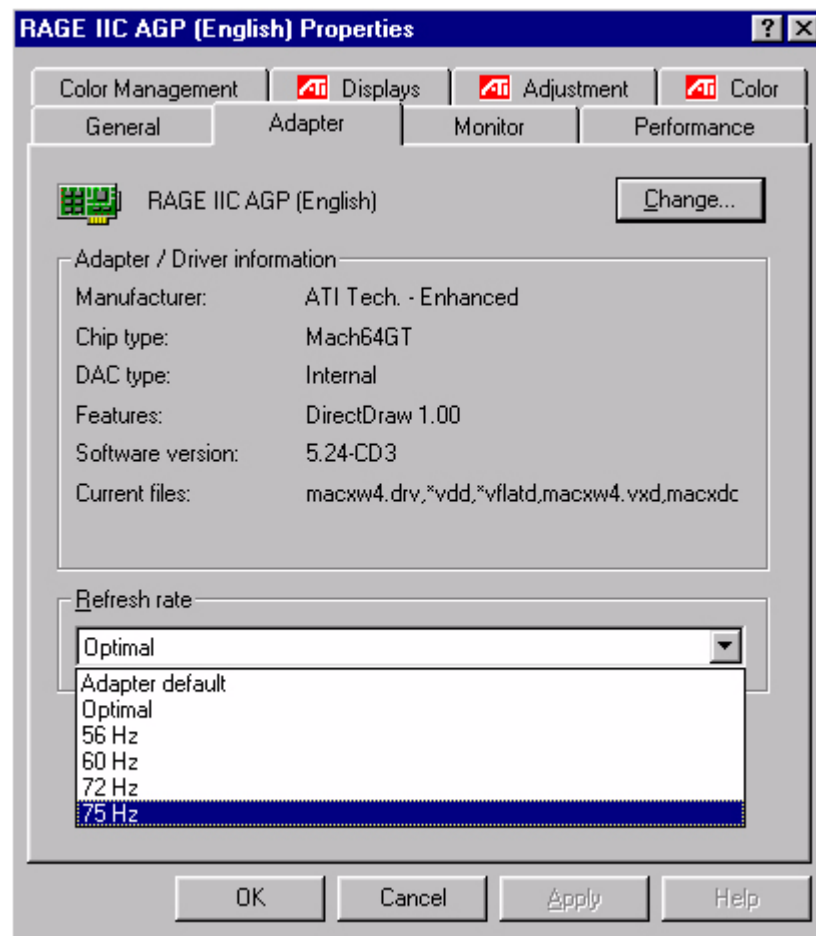 RAGE IIC AGP (English) Properties
Color Management ATI Displays ATI Adjustment ATI Color
General Adapter Monitor Performance
RAGE IIC AGP (English) Change...
Adapter / Driver information
Manufacturer: ATI Tech. - Enhanced
Chip type: Mach64GT
DAC type: Internal
Features: DirectDraw 1.00
Software version: 5.24-CD3
Current files: macxw4.drv,*vdd,*vflatd,macxw4.vxd,macxdc
Refresh rate
Optimal
Adapter default
Optimal
56 Hz
60 Hz
72 Hz
75 Hz
OK Cancel Apply Help